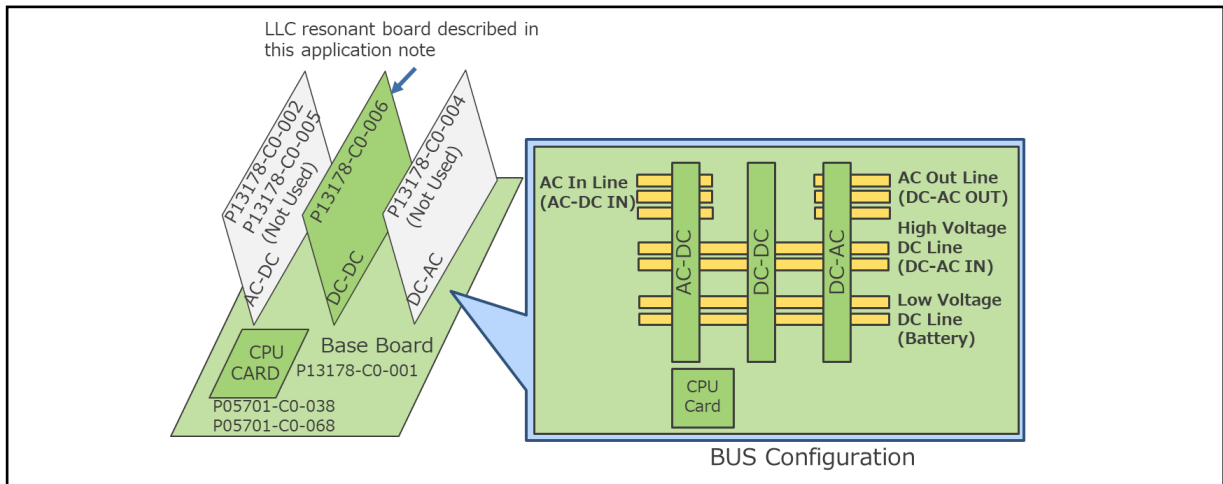 LLC resonant board described in
this application note
P13178-C0-002
P13178-C0-005
(Not Used)
AC-DC
P13178-C0-006
DC-DC
P13178-C0-004
(Not Used)
DC-AC
CPU
CARD
Base Board
P13178-C0-001
P05701-C0-038
P05701-C0-068
AC In Line
(AC-DC IN)
AC-DC
DC-DC
DC-AC
AC Out Line
(DC-AC OUT)
High Voltage
DC Line
(DC-AC IN)
Low Voltage
DC Line
(Battery)
CPU
Card
BUS Configuration